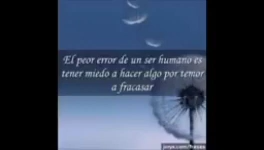 El peor error de un ser humano es
tener miedo a hacer algo por temor
a fracasar